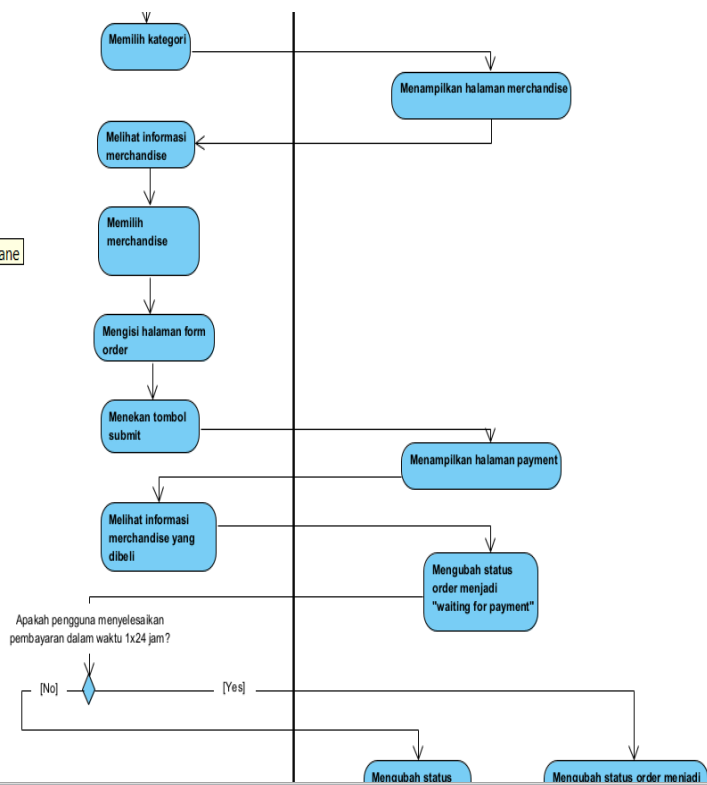 Memilih kategori
Menampilkan halaman merchandise
Melihat informasi
merchandise
Memilih
merchandise
ane
Mengisi halaman form
order
Menekan tombol
submit
Menampilkan halaman payment
Melihat informasi
merchandise yang
dibeli
Mengubah status
order menjadi
"waiting for payment"
Apakah pengguna menyelesaikan
pembayaran dalam waktu 1x24 jam?
[No]
[Yes]
Mengubah status
Mengubah status order menjadi